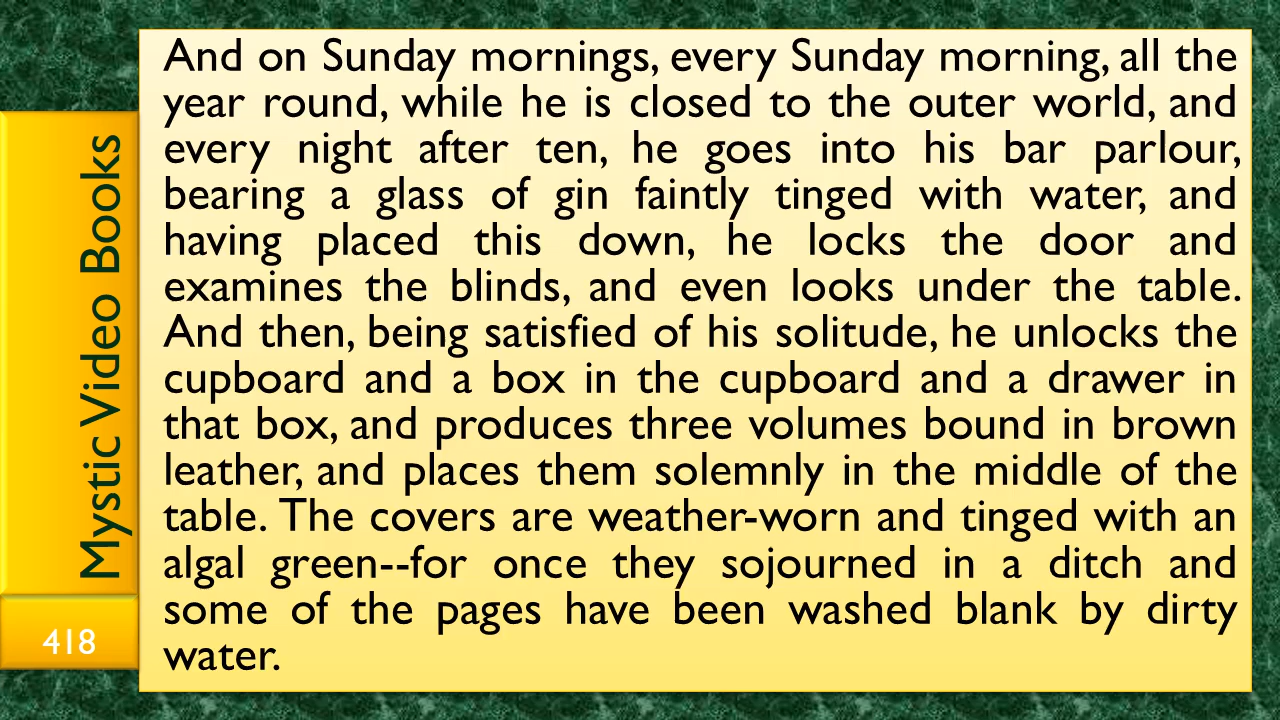 And on Sunday mornings, every Sunday morning, all the
year round, while he is closed to the outer world, and
every night after ten, he goes into his bar parlour,
bearing a glass of gin faintly tinged with water, and
having placed this down, he locks the door and
examines the blinds, and even looks under the table.
And then, being satisfied of his solitude, he unlocks the
cupboard and a box in the cupboard and a drawer in
that box, and produces three volumes bound in brown
leather, and places them solemnly in the middle of the
table. The covers are weather-worn and tinged with an
algal green--for once they sojourned in a ditch and
some of the pages have been washed blank by dirty
water.
Mystic Video Books
418